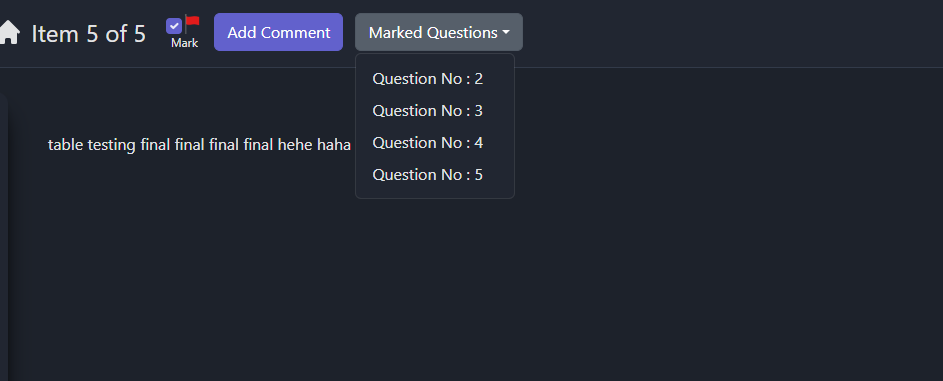 Item 5 of 5
Mark
Add Comment
Marked Questions
Question No : 2
Question No : 3
Question No : 4
Question No : 5
table testing final final final final hehe haha